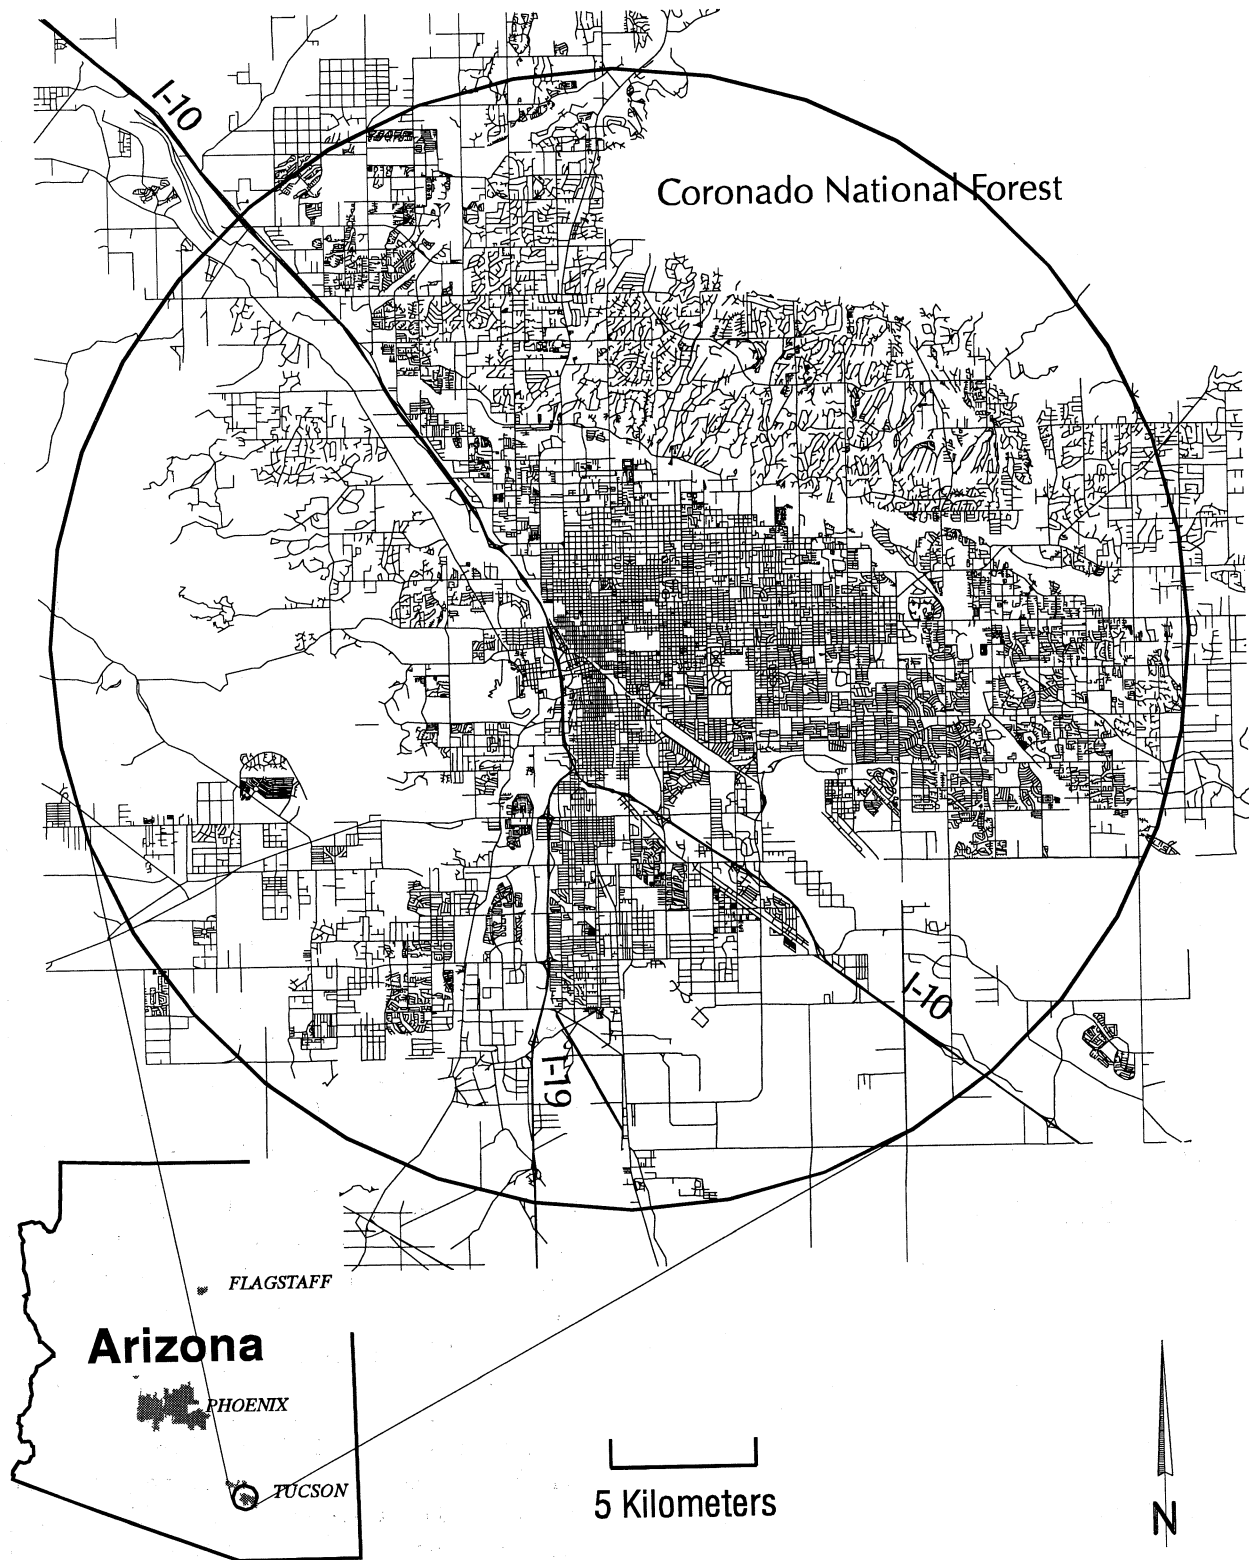 I-10
Coronado National Forest
I-10
I-19
FLAGSTAFF
Arizona
PHOENIX
TUCSON
5 Kilometers
N